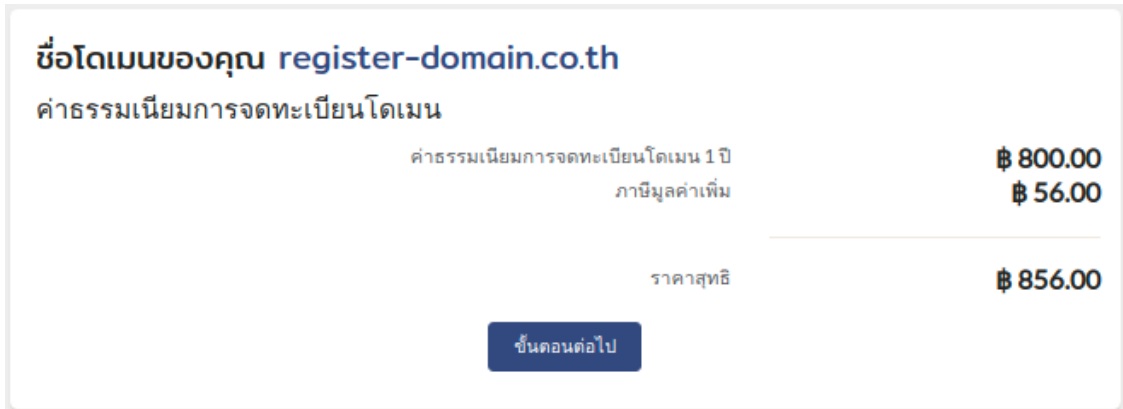 ชื่อโดเมนของคุณ register-domain.co.th
ค่าธรรมเนียมการจดทะเบียนโดเมน
ค่าธรรมเนียมการจดทะเบียนโดเมน 1 ปี ฿ 800.00
ภาษีมูลค่าเพิ่ม ฿ 56.00
ราคาสุทธิ ฿ 856.00
ขั้นตอนต่อไป